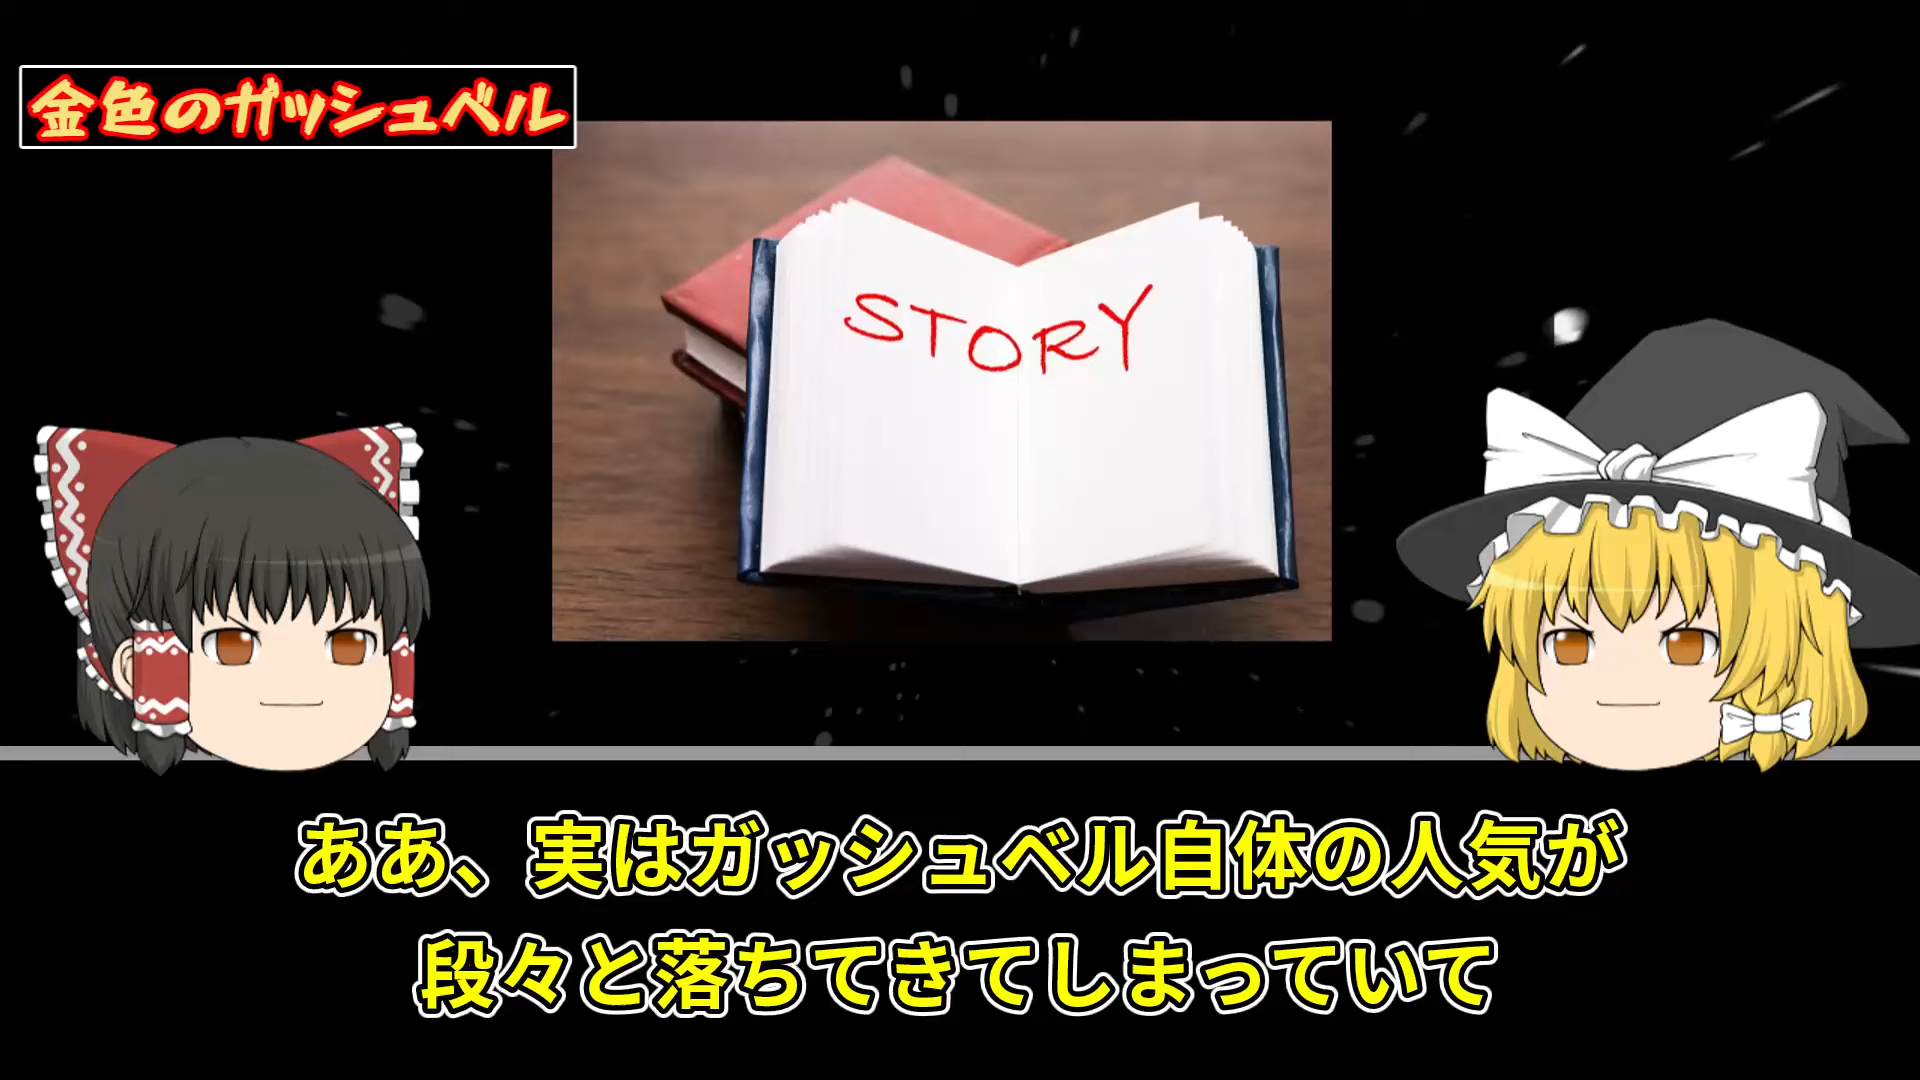 金色のガッシュベル
STORY
ああ、実はガッシュベル自体の人気が
段々と落ちてきてしまっていて